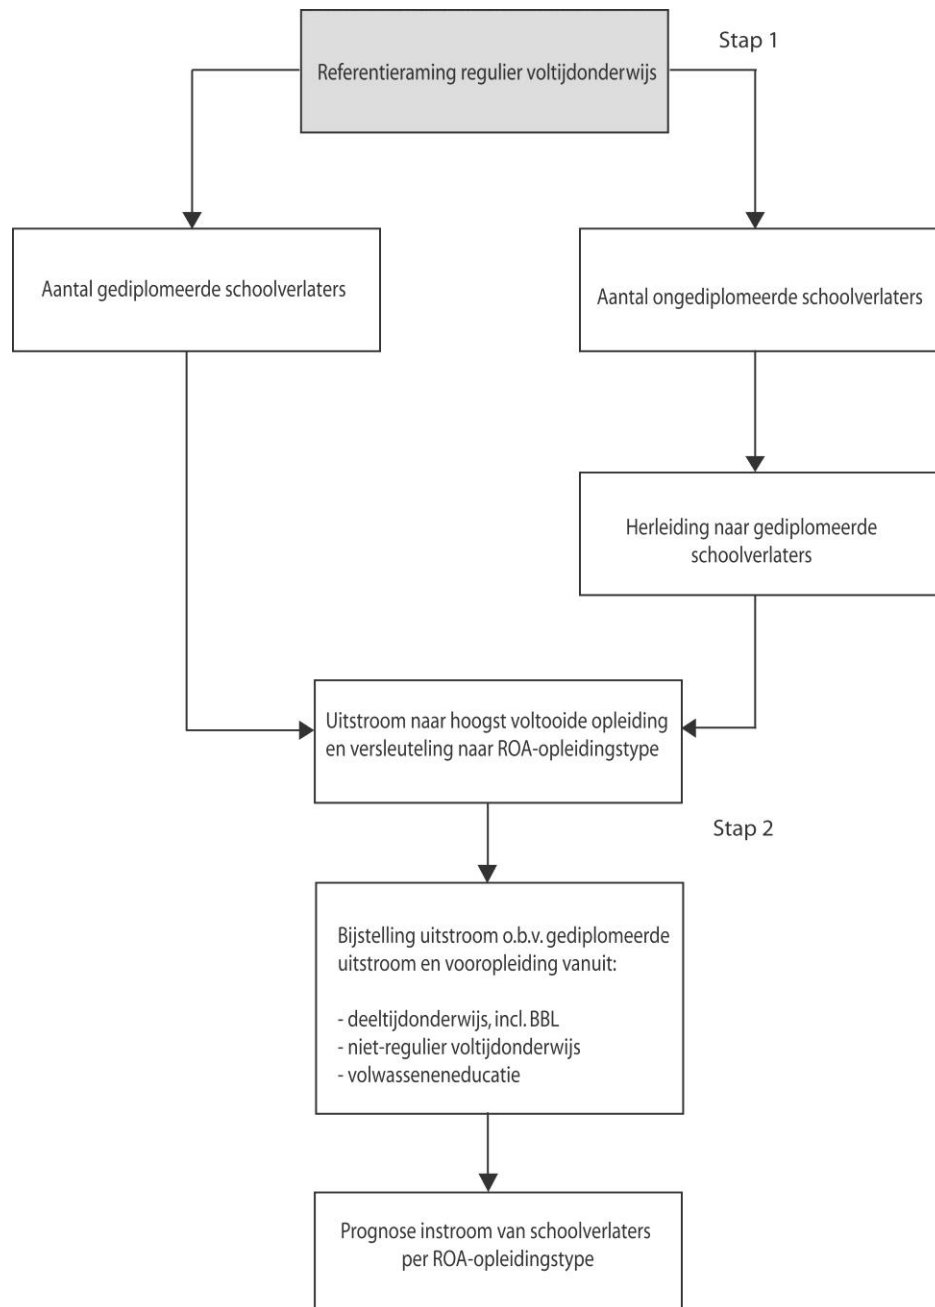 Stap 1
Referentieraming regulier voltijdonderwijs
Aantal gediplomeerde schoolverlaters
Aantal ongediplomeerde schoolverlaters
Herleiding naar gediplomeerde
schoolverlaters
Uitstroom naar hoogst voltooide opleiding
en versleuteling naar ROA-opleidingstype
Stap 2
Bijstelling uitstroom o.b.v. gediplomeerde
uitstroom en vooropleiding vanuit:
- deeltijdonderwijs, incl. BBL
- niet-regulier voltijdonderwijs
- volwasseneneducatie
Prognose instroom van schoolverlaters
per ROA-opleidingstype